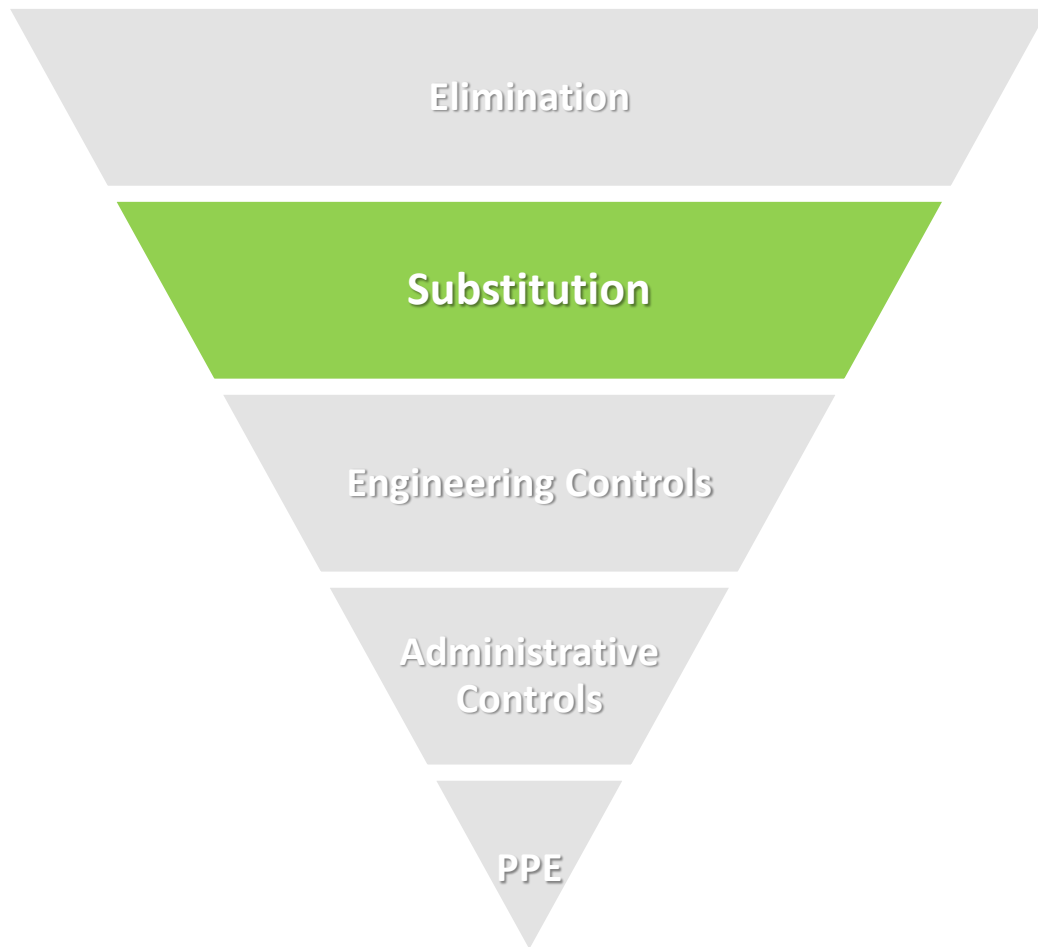 Elimination
Substitution
Engineering Controls
Administrative
Controls
PPE